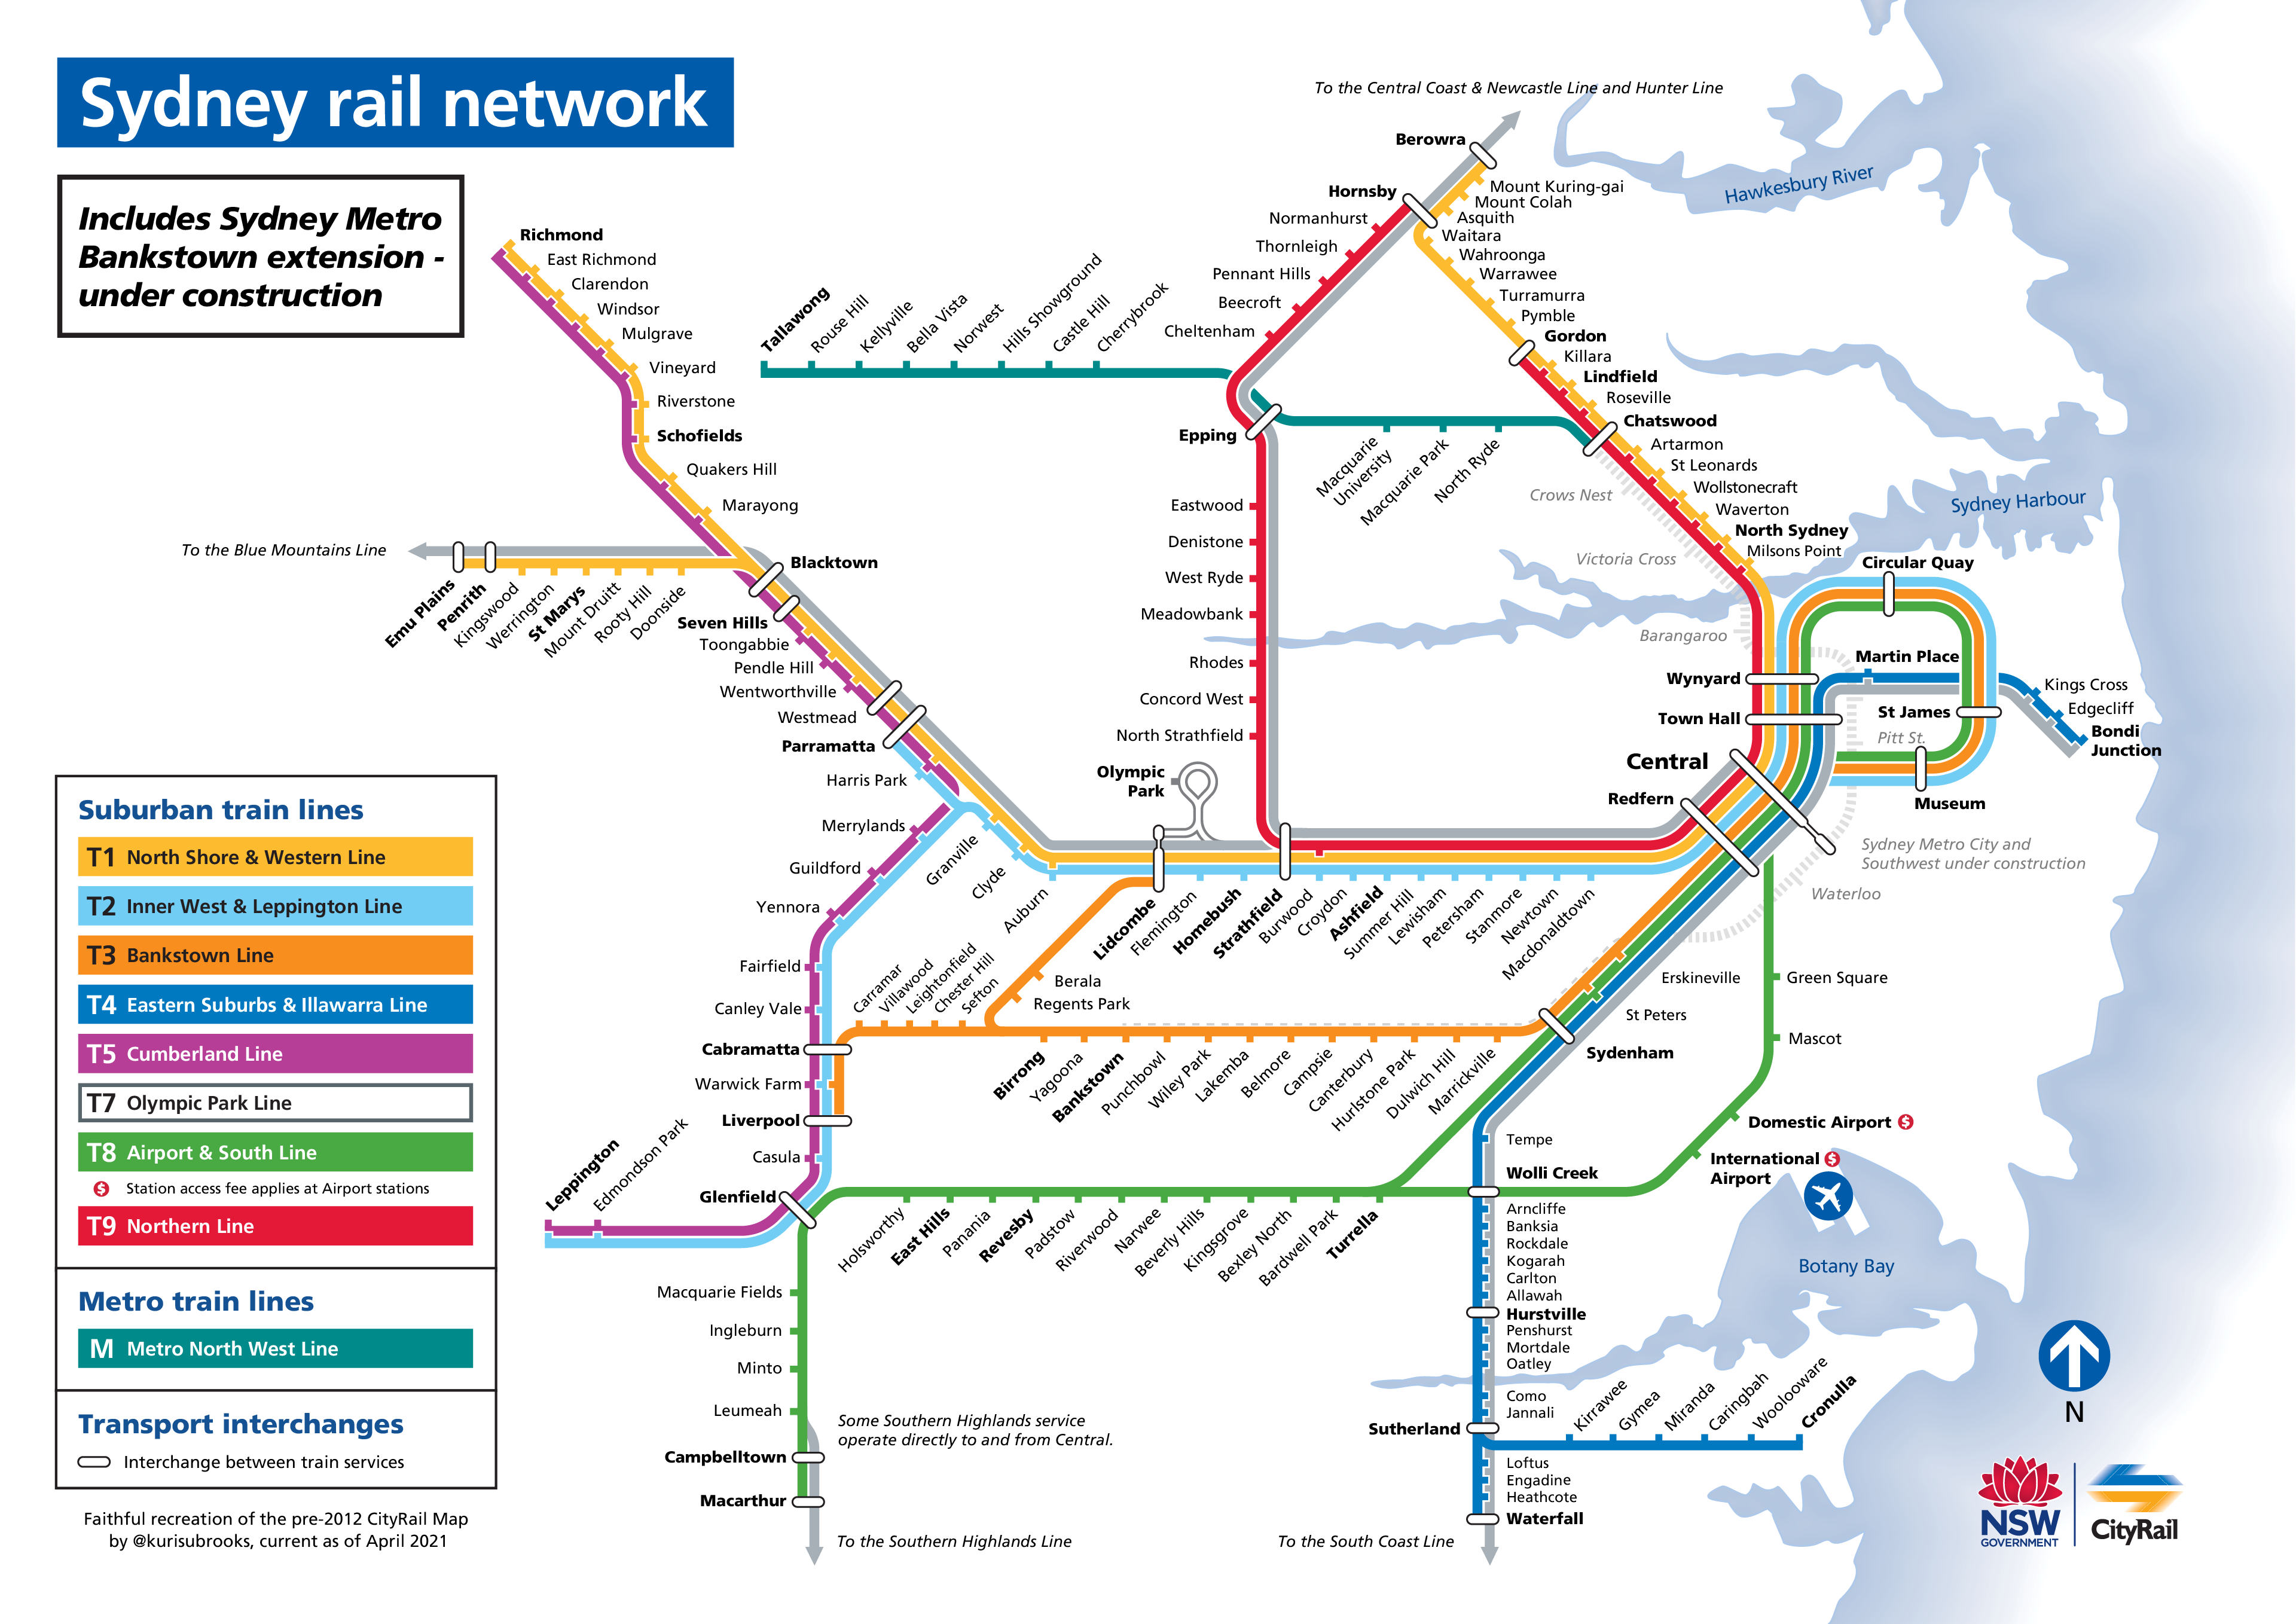 Sydney rail network
Includes Sydney Metro
Bankstown extension -
under construction
To the Central Coast & Newcastle Line and Hunter Line
Berowra
Mount Kuring-gai
Mount Colah
Asquith
Hornsby
Waitara
Wahroonga
Warrawee
Turramurra
Pymble
Gordon
Killara
Lindfield
Roseville
Chatswood
Artarmon
St Leonards
Wollstonecraft
Waverton
North Sydney
Milsons Point
Normanhurst
Thornleigh
Pennant Hills
Beecroft
Cheltenham
Epping
Eastwood
Denistone
West Ryde
Meadowbank
Rhodes
Concord West
North Strathfield
Tallawong
Rouse Hill
Kellyville
Bella Vista
Norwest
Hills Showground
Castle Hill
Cherrybrook
Macquarie
University
Macquarie Park
North Ryde
Crows Nest
Victoria Cross
Barangaroo
Hawkesbury River
Sydney Harbour
Richmond
East Richmond
Clarendon
Windsor
Mulgrave
Vineyard
Riverstone
Schofields
Quakers Hill
Marayong
Blacktown
To the Blue Mountains Line
Emu Plains
Penrith
Kingswood
Werrington
St Marys
Mount Druitt
Rooty Hill
Doonside
Seven Hills
Toongabbie
Pendle Hill
Wentworthville
Westmead
Parramatta
Harris Park
Merrylands
Guildford
Yennora
Fairfield
Canley Vale
Cabramatta
Warwick Farm
Liverpool
Casula
Glenfield
Leppington
Edmondson Park
Granville
Clyde
Auburn
Olympic
Park
Lidcombe
Flemington
Homebush
Strathfield
Burwood
Croydon
Ashfield
Summer Hill
Lewisham
Petersham
Stanmore
Newtown
Macdonaldtown
Circular Quay
Martin Place
Wynyard
Town Hall
St James
Pitt St.
Central
Redfern
Museum
Kings Cross
Edgecliff
Bondi
Junction
Sydney Metro City and
Southwest under construction
Waterloo
Carramar
Villawood
Leightonfield
Chester Hill
Sefton
Berala
Regents Park
Birrong
Yagoona
Bankstown
Punchbowl
Wiley Park
Lakemba
Belmore
Campsie
Canterbury
Hurlstone Park
Dulwich Hill
Marrickville
Erskineville
St Peters
Sydenham
Green Square
Mascot
Domestic Airport $
International $
Airport
Botany Bay
Tempe
Wolli Creek
Arncliffe
Banksia
Rockdale
Kogarah
Carlton
Allawah
Hurstville
Penshurst
Mortdale
Oatley
Como
Jannali
Sutherland
Loftus
Engadine
Heathcote
Waterfall
Kirrawee
Gymea
Miranda
Caringbah
Woolooware
Cronulla
To the South Coast Line
Holsworthy
East Hills
Panania
Revesby
Padstow
Riverwood
Narwee
Beverly Hills
Kingsgrove
Bexley North
Bardwell Park
Turrella
Macquarie Fields
Ingleburn
Minto
Leumeah
Campbelltown
Macarthur
Some Southern Highlands service
operate directly to and from Central.
To the Southern Highlands Line
Suburban train lines
T1 North Shore & Western Line
T2 Inner West & Leppington Line
T3 Bankstown Line
T4 Eastern Suburbs & Illawarra Line
T5 Cumberland Line
T7 Olympic Park Line
T8 Airport & South Line
$ Station access fee applies at Airport stations
T9 Northern Line
Metro train lines
M Metro North West Line
Transport interchanges
Interchange between train services
Faithful recreation of the pre-2012 CityRail Map
by @kurisubrooks, current as of April 2021
N
NSW
GOVERNMENT
CityRail